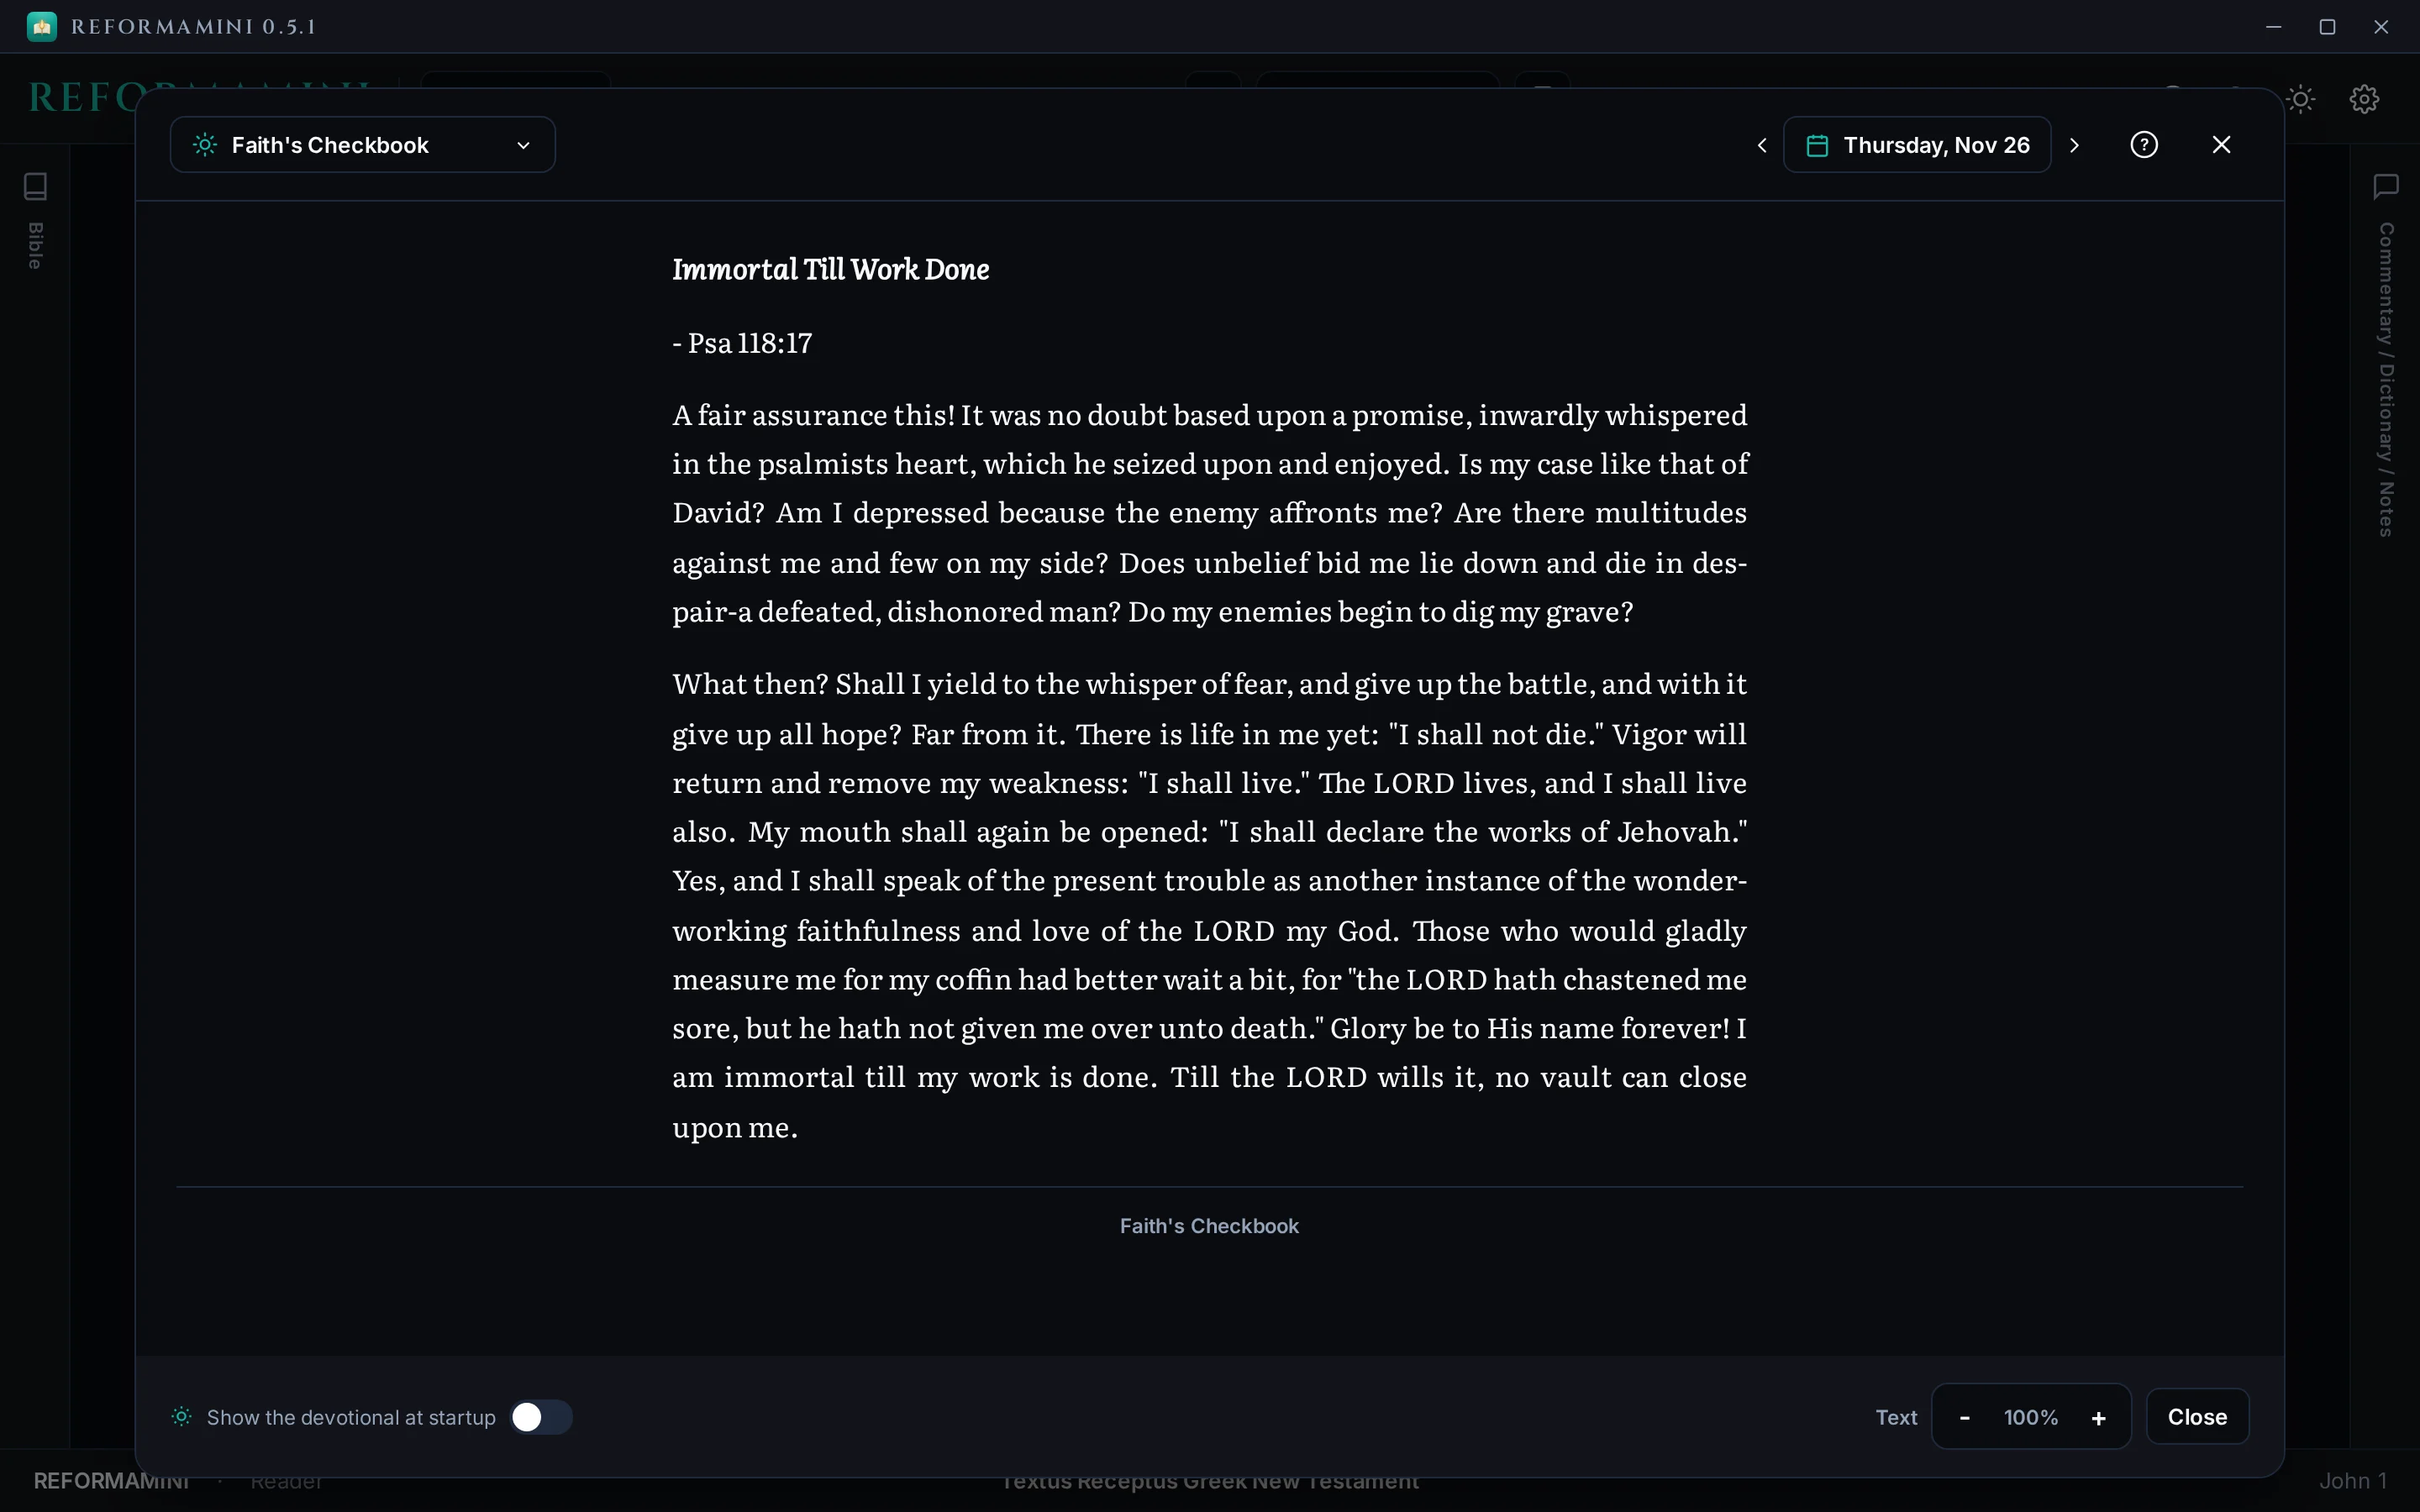 REFORMAMINI 0.5.1
Faith's Checkbook
Thursday, Nov 26
Bible
Commentary / Dictionary / Notes
Immortal Till Work Done
- Psa 118:17
A fair assurance this! It was no doubt based upon a promise, inwardly whispered
in the psalmists heart, which he seized upon and enjoyed. Is my case like that of
David? Am I depressed because the enemy affronts me? Are there multitudes
against me and few on my side? Does unbelief bid me lie down and die in des-
pair-a defeated, dishonored man? Do my enemies begin to dig my grave?
What then? Shall I yield to the whisper of fear, and give up the battle, and with it
give up all hope? Far from it. There is life in me yet: "I shall not die." Vigor will
return and remove my weakness: "I shall live." The LORD lives, and I shall live
also. My mouth shall again be opened: "I shall declare the works of Jehovah."
Yes, and I shall speak of the present trouble as another instance of the wonder-
working faithfulness and love of the LORD my God. Those who would gladly
measure me for my coffin had better wait a bit, for "the LORD hath chastened me
sore, but he hath not given me over unto death." Glory be to His name forever! I
am immortal till my work is done. Till the LORD wills it, no vault can close
upon me.
Faith's Checkbook
Show the devotional at startup
Text - 100% + Close
REFORMAMINI · Reader
Textus Receptus Greek New Testament
John 1